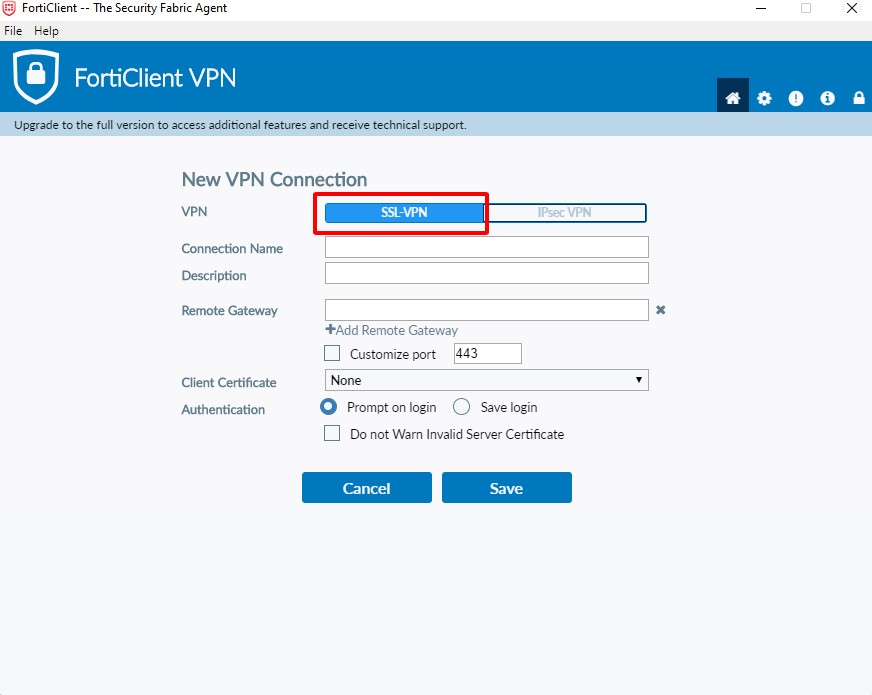 FortiClient -- The Security Fabric Agent
File Help
FortiClient VPN
Upgrade to the full version to access additional features and receive technical support.
New VPN Connection
VPN SSL-VPN IPsec VPN
Connection Name
Description
Remote Gateway
+Add Remote Gateway
Customize port 443
Client Certificate None
Authentication Prompt on login Save login
Do not Warn Invalid Server Certificate
Cancel Save